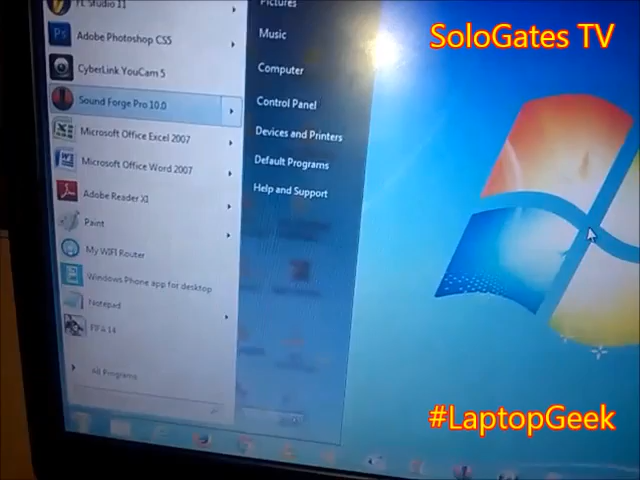 FL Studio 11
Adobe Photoshop CS5
CyberLink YouCam 5
Sound Forge Pro 10.0
Microsoft Office Excel 2007
Microsoft Office Word 2007
Adobe Reader XI
Paint
My WIFI Router
Windows Phone app for desktop
Notepad
FIFA 14
All Programs
Pictures
Music
Computer
Control Panel
Devices and Printers
Default Programs
Help and Support
SoloGates TV
#LaptopGeek